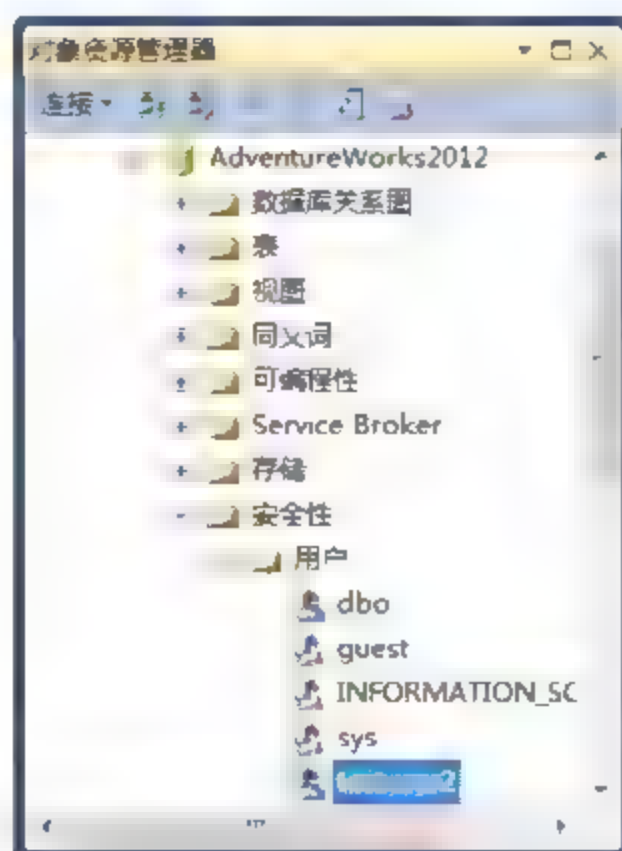 对象资源管理器
连接
AdventureWorks2012
数据库关系图
表
视图
同义词
可编程性
Service Broker
存储
安全性
用户
dbo
guest
INFORMATION_SC
sys